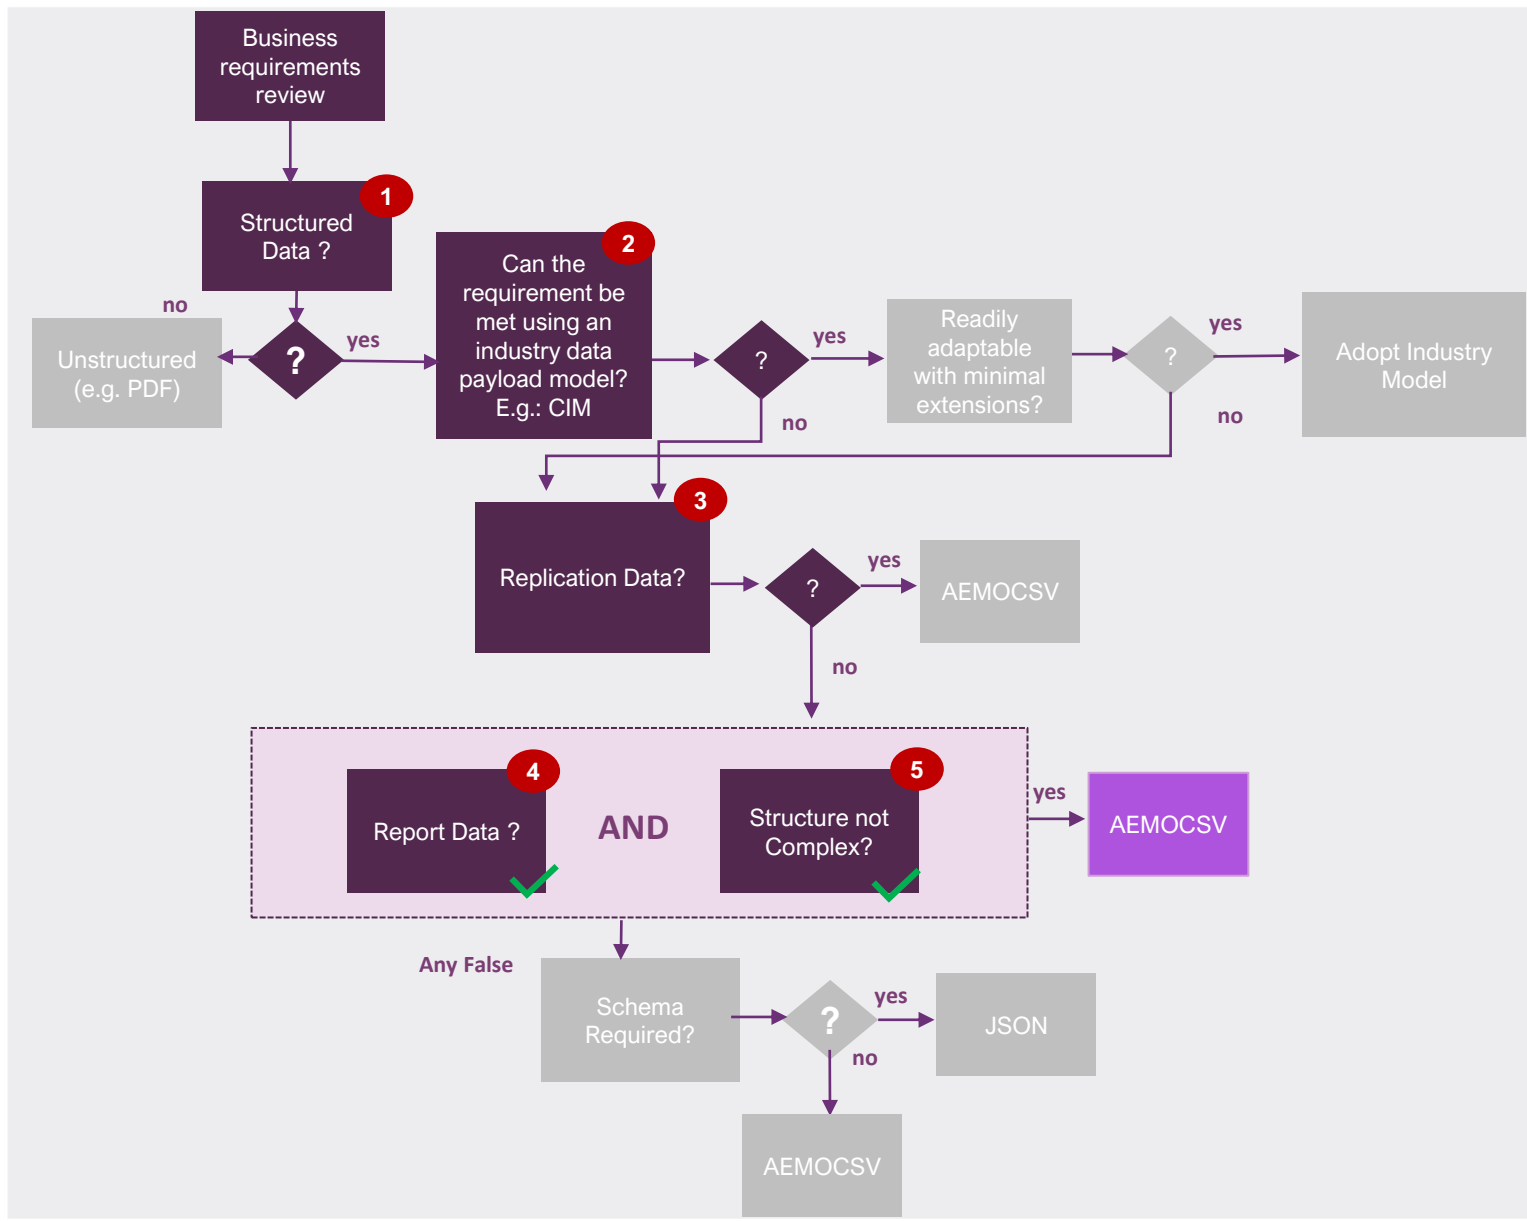 Business
requirements
review
1
Structured
Data ?
no
yes
Unstructured
(e.g. PDF)
?
2
Can the
requirement be
met using an
industry data
payload model?
E.g.: CIM
?
yes
no
Readily
adaptable
with minimal
extensions?
?
yes
no
Adopt Industry
Model
3
Replication Data?
?
yes
no
AEMOCSV
4
Report Data ?
AND
5
Structure not
Complex?
yes
AEMOCSV
Any False
Schema
Required?
?
yes
no
JSON
AEMOCSV